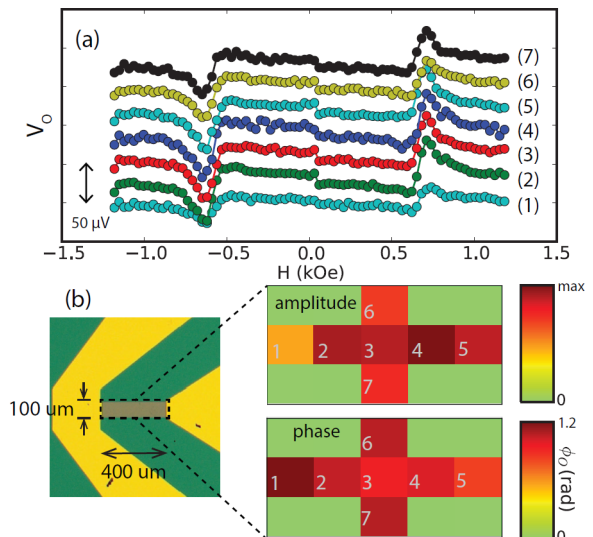 (a)
V_O
50 μV
(7)
(6)
(5)
(4)
(3)
(2)
(1)
−1.5 −1.0 −0.5 0.0 0.5 1.0 1.5
H (kOe)
(b)
100 um
400 um
amplitude
6
1 2 3 4 5
7
max
0
phase
6
1 2 3 4 5
7
1.2
ϕ_O (rad)
0